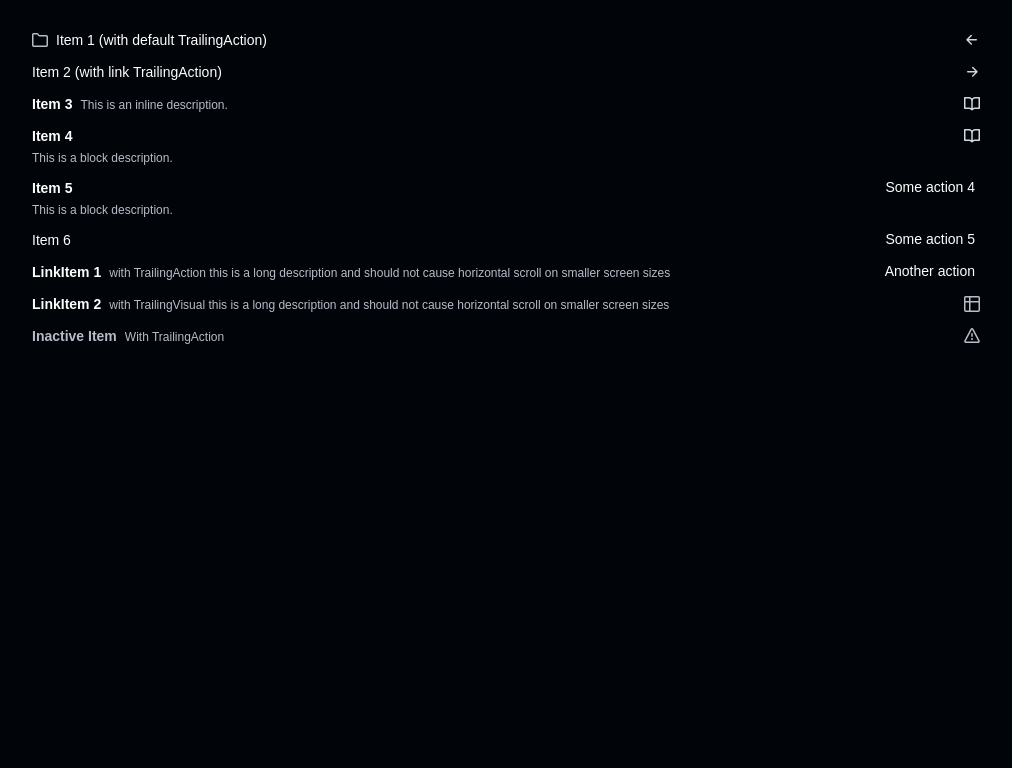 Item 1 (with default TrailingAction)
Item 2 (with link TrailingAction)
Item 3 This is an inline description.
Item 4
This is a block description.
Item 5 Some action 4
This is a block description.
Item 6 Some action 5
LinkItem 1 with TrailingAction this is a long description and should not cause horizontal scroll on smaller screen sizes Another action
LinkItem 2 with TrailingVisual this is a long description and should not cause horizontal scroll on smaller screen sizes
Inactive Item With TrailingAction